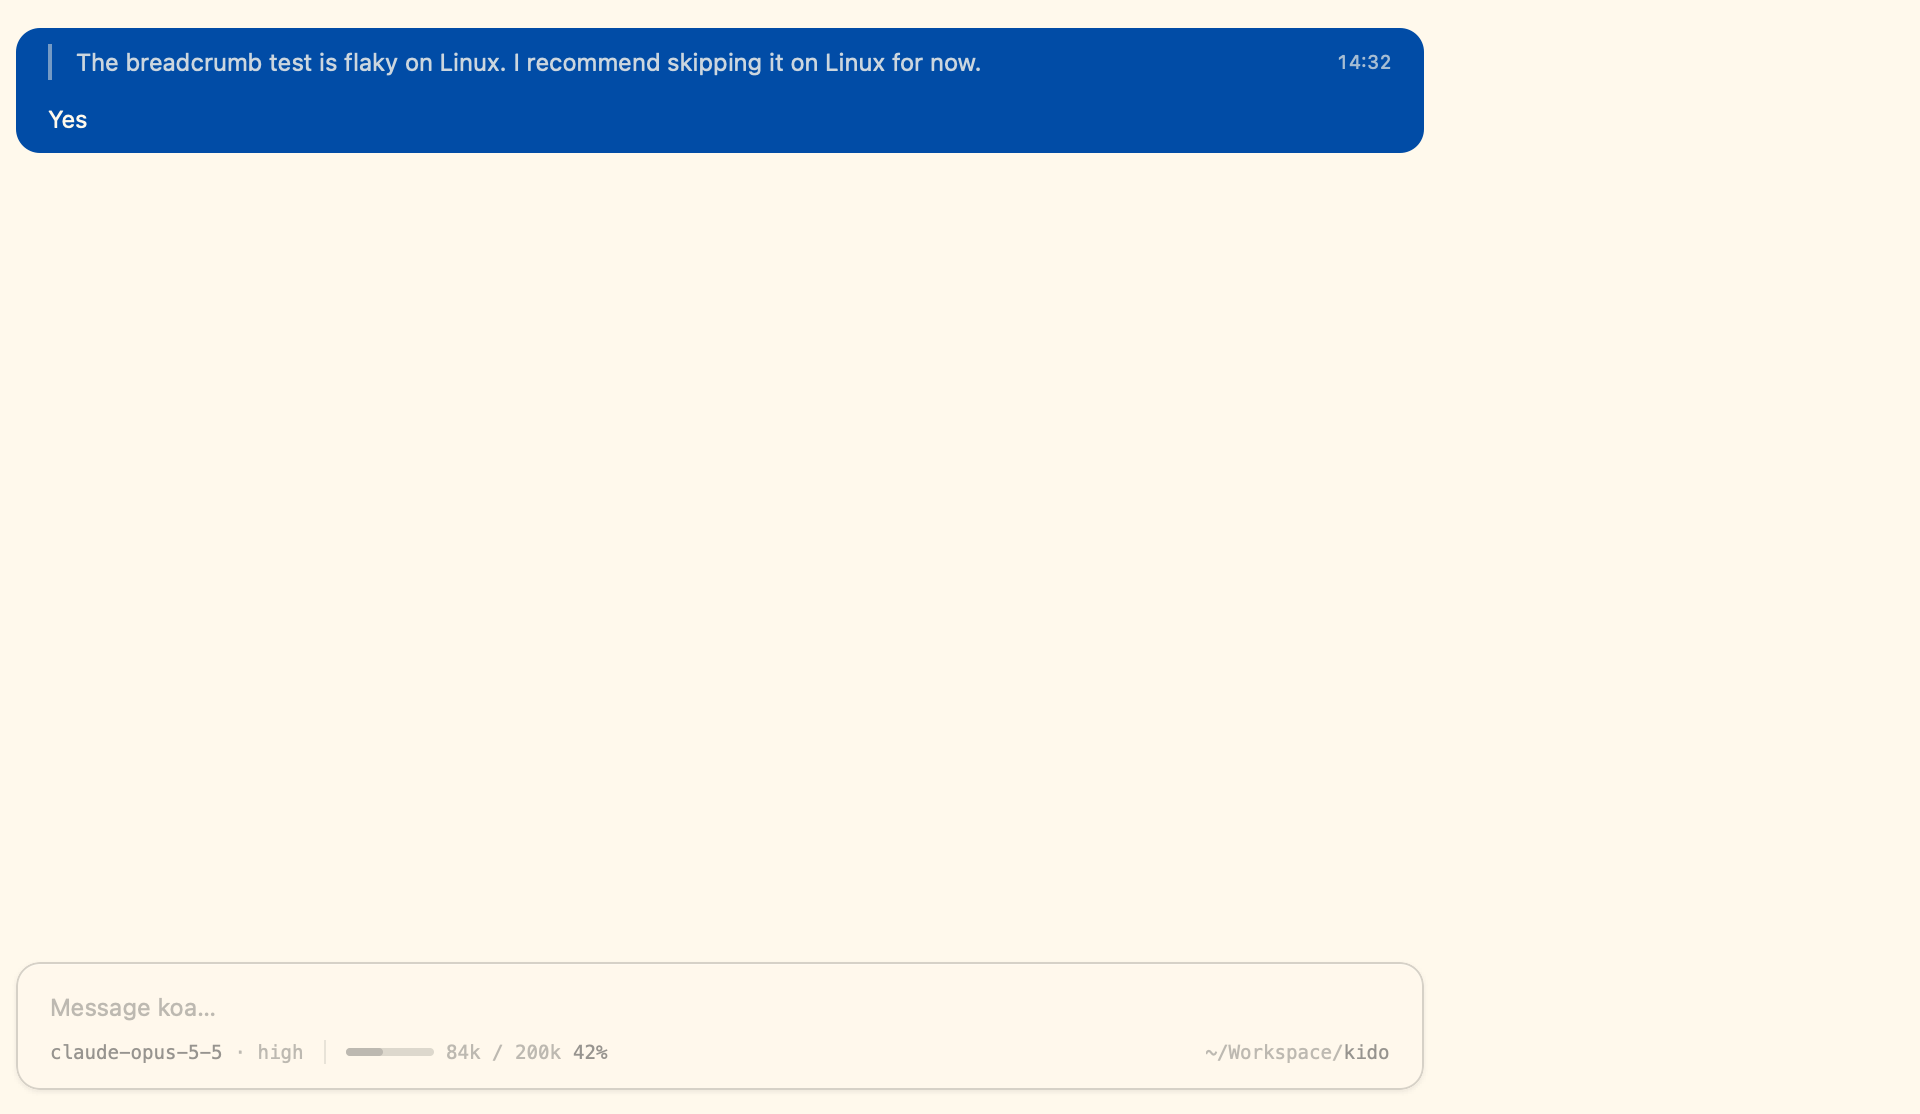 The breadcrumb test is flaky on Linux. I recommend skipping it on Linux for now. 14:32
Yes
Message koa...
claude-opus-5-5 · high 84k / 200k 42% ~/Workspace/kido